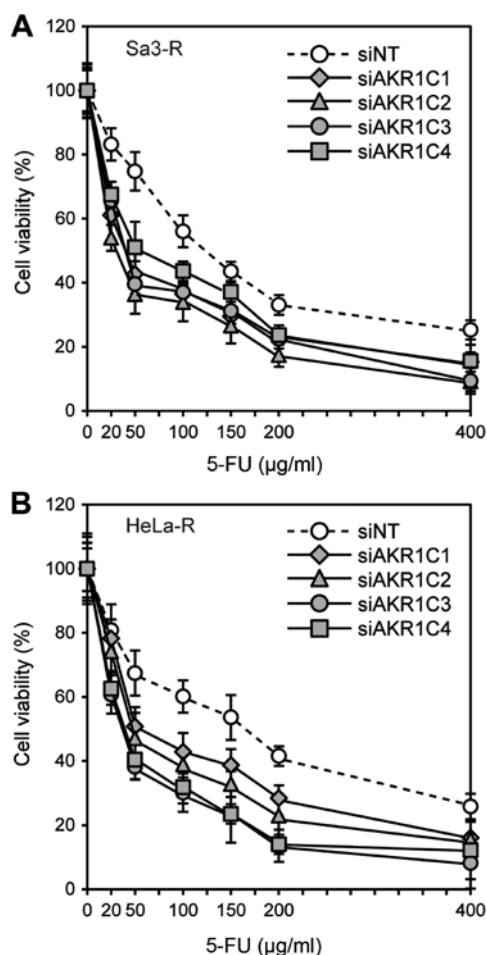 A
Sa3-R
siNT
siAKR1C1
siAKR1C2
siAKR1C3
siAKR1C4
Cell viability (%)
120
100
80
60
40
20
0
0 20 50 100 150 200 400
5-FU (µg/ml)
B
HeLa-R
siNT
siAKR1C1
siAKR1C2
siAKR1C3
siAKR1C4
Cell viability (%)
120
100
80
60
40
20
0
0 20 50 100 150 200 400
5-FU (µg/ml)